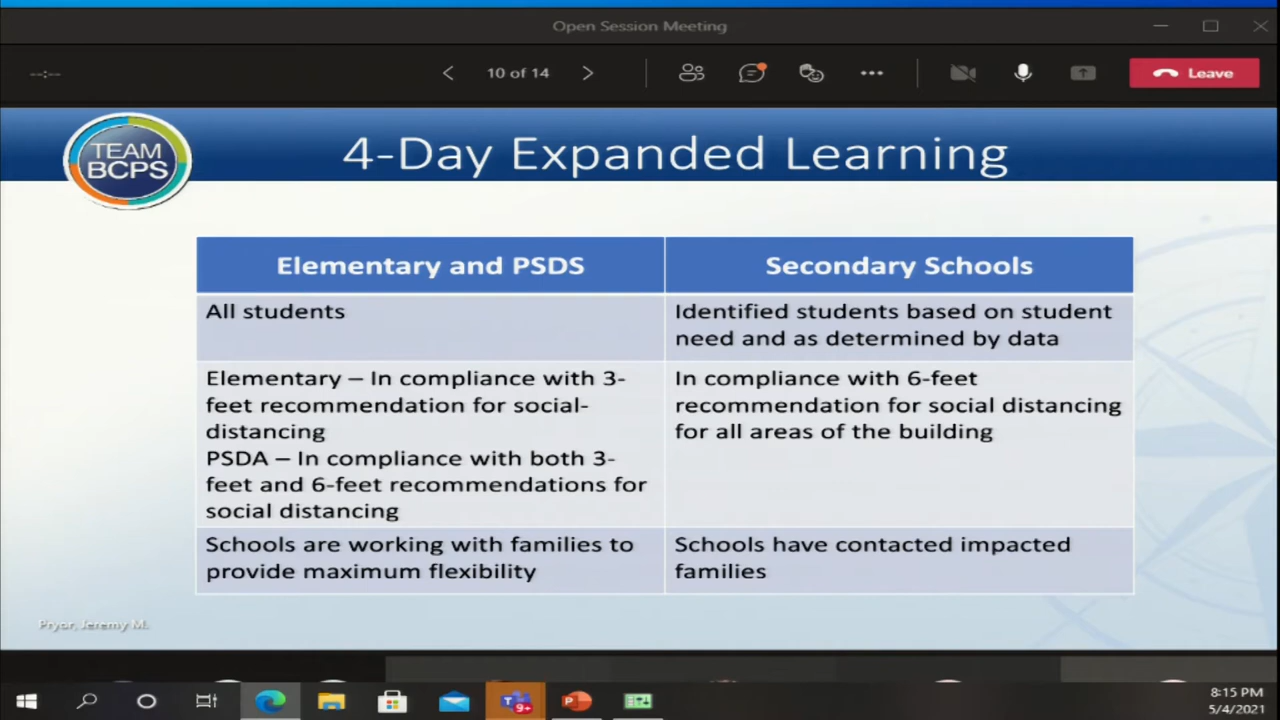 Open Session Meeting
--:--
10 of 14
Leave
TEAM
BCPS
4-Day Expanded Learning
Elementary and PSDS
Secondary Schools
All students
Identified students based on student
need and as determined by data
Elementary – In compliance with 3-
feet recommendation for social-
distancing
PSDA – In compliance with both 3-
feet and 6-feet recommendations for
social distancing
In compliance with 6-feet
recommendation for social distancing
for all areas of the building
Schools are working with families to
provide maximum flexibility
Schools have contacted impacted
families
Pryor, Jeremy M.
9+
8:15 PM
5/4/2021